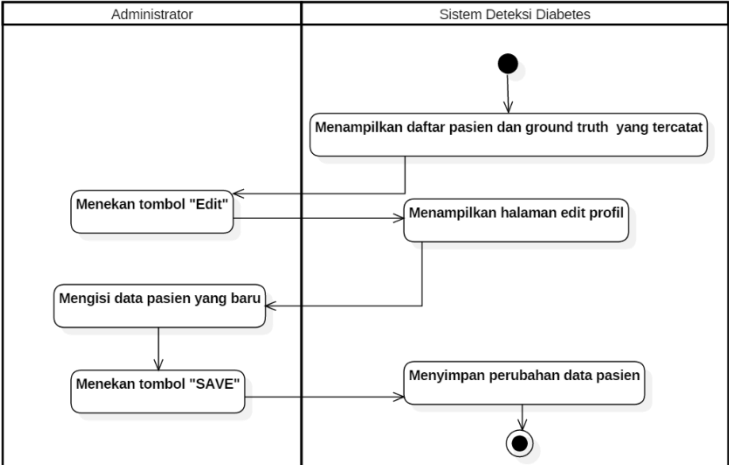 Administrator
Sistem Deteksi Diabetes
Menampilkan daftar pasien dan ground truth yang tercatat
Menekan tombol "Edit"
Menampilkan halaman edit profil
Mengisi data pasien yang baru
Menekan tombol "SAVE"
Menyimpan perubahan data pasien